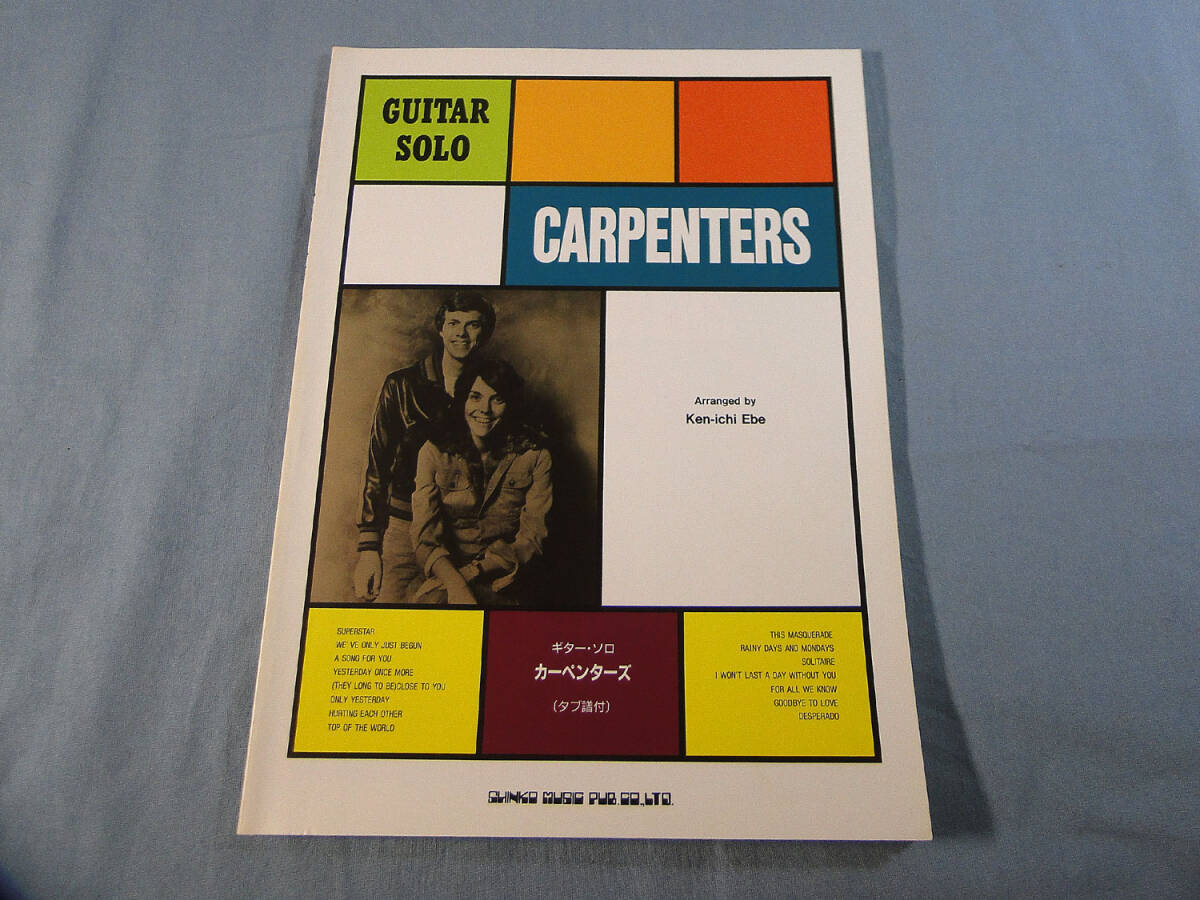 GUITAR
SOLO
CARPENTERS
Arranged by
Ken-ichi Ebe
SUPERSTAR
WE'VE ONLY JUST BEGUN
A SONG FOR YOU
YESTERDAY ONCE MORE
(THEY LONG TO BE)CLOSE TO YOU
ONLY YESTERDAY
HURTING EACH OTHER
TOP OF THE WORLD
ギター・ソロ
カーペンターズ
(タブ譜付)
THIS MASQUERADE
RAINY DAYS AND MONDAYS
SOLITAIRE
I WON'T LAST A DAY WITHOUT YOU
FOR ALL WE KNOW
GOODBYE TO LOVE
DESPERADO
SHINKO MUSIC PUB.CO.,LTD.